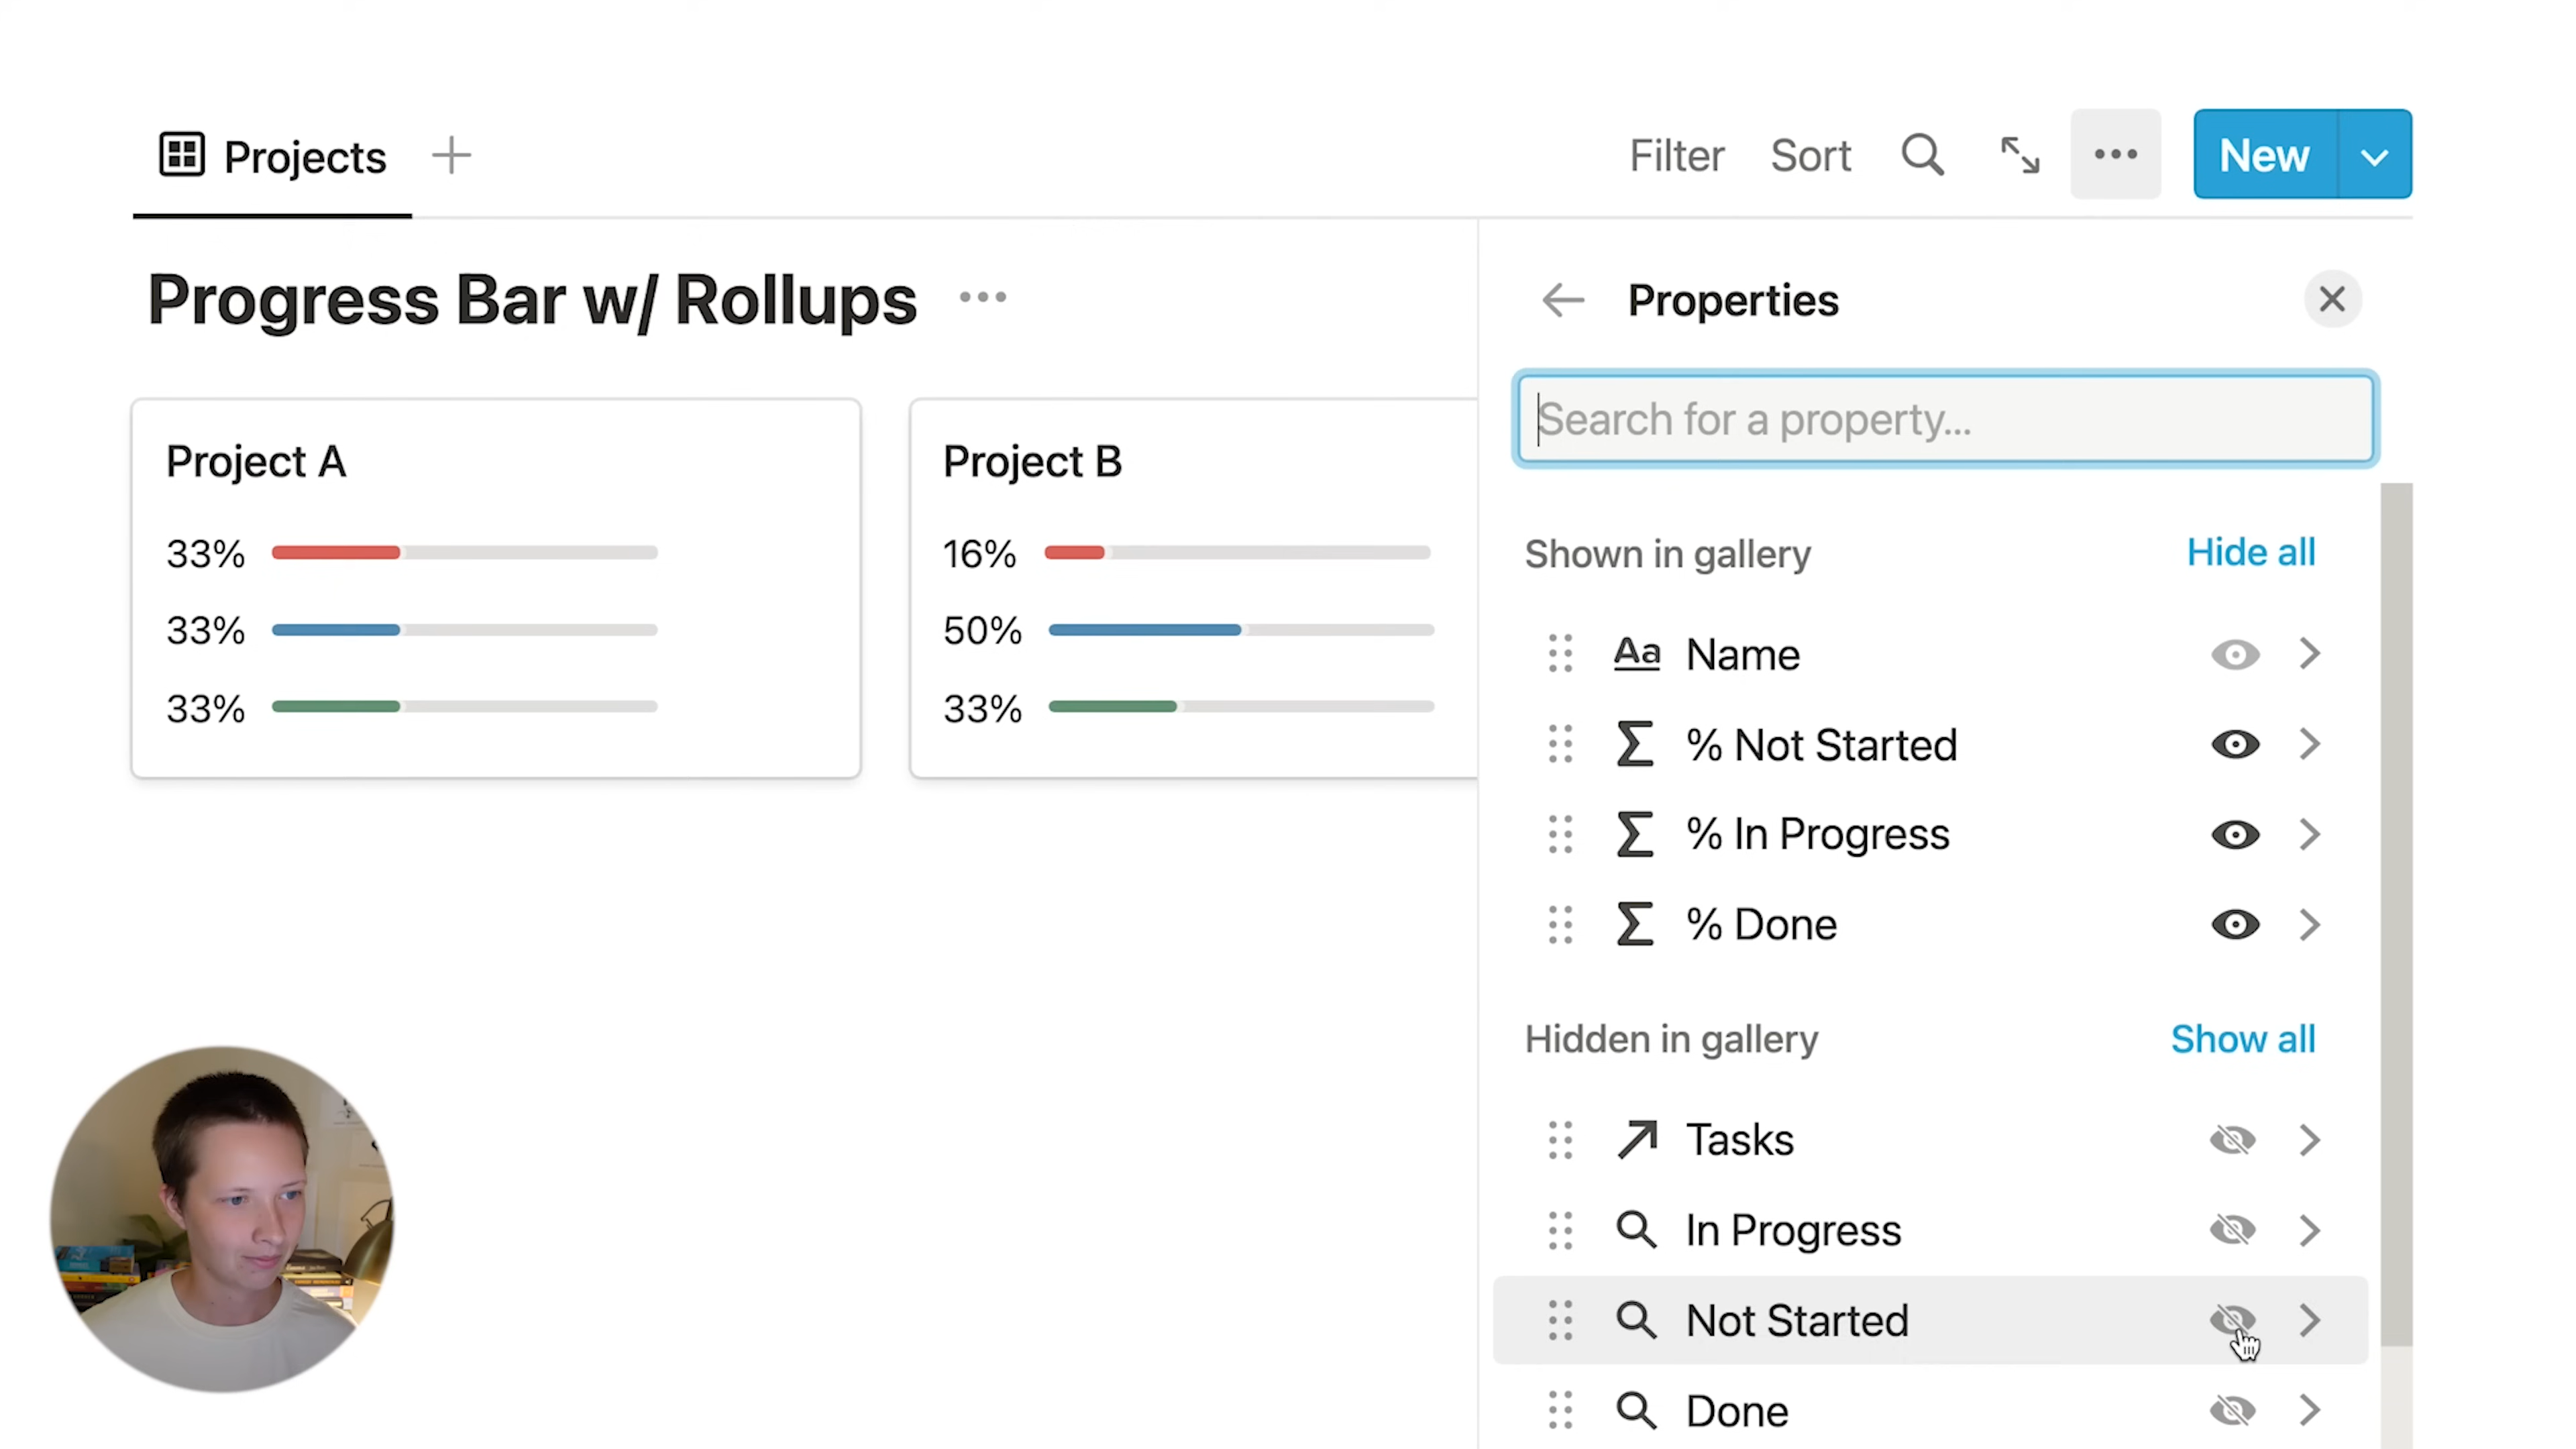 Projects
Filter
Sort
New
Progress Bar w/ Rollups
Properties
Search for a property...
Project A
33%
33%
33%
Project B
16%
50%
33%
Shown in gallery
Hide all
Aa Name
% Not Started
% In Progress
% Done
Hidden in gallery
Show all
Tasks
In Progress
Not Started
Done